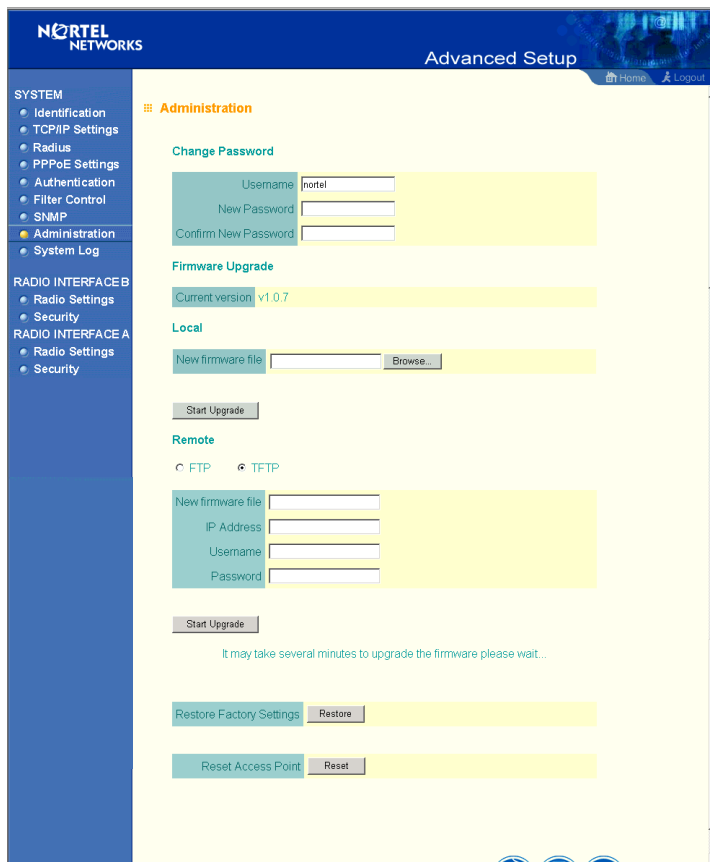 NORTEL
NETWORKS
Advanced Setup
Home
Logout
SYSTEM
Identification
TCP/IP Settings
Radius
PPPoE Settings
Authentication
Filter Control
SNMP
Administration
System Log
RADIO INTERFACE B
Radio Settings
Security
RADIO INTERFACE A
Radio Settings
Security
Administration
Change Password
Username nortel
New Password
Confirm New Password
Firmware Upgrade
Current version v1.0.7
Local
New firmware file Browse...
Start Upgrade
Remote
FTP TFTP
New firmware file
IP Address
Username
Password
Start Upgrade
It may take several minutes to upgrade the firmware please wait...
Restore Factory Settings Restore
Reset Access Point Reset